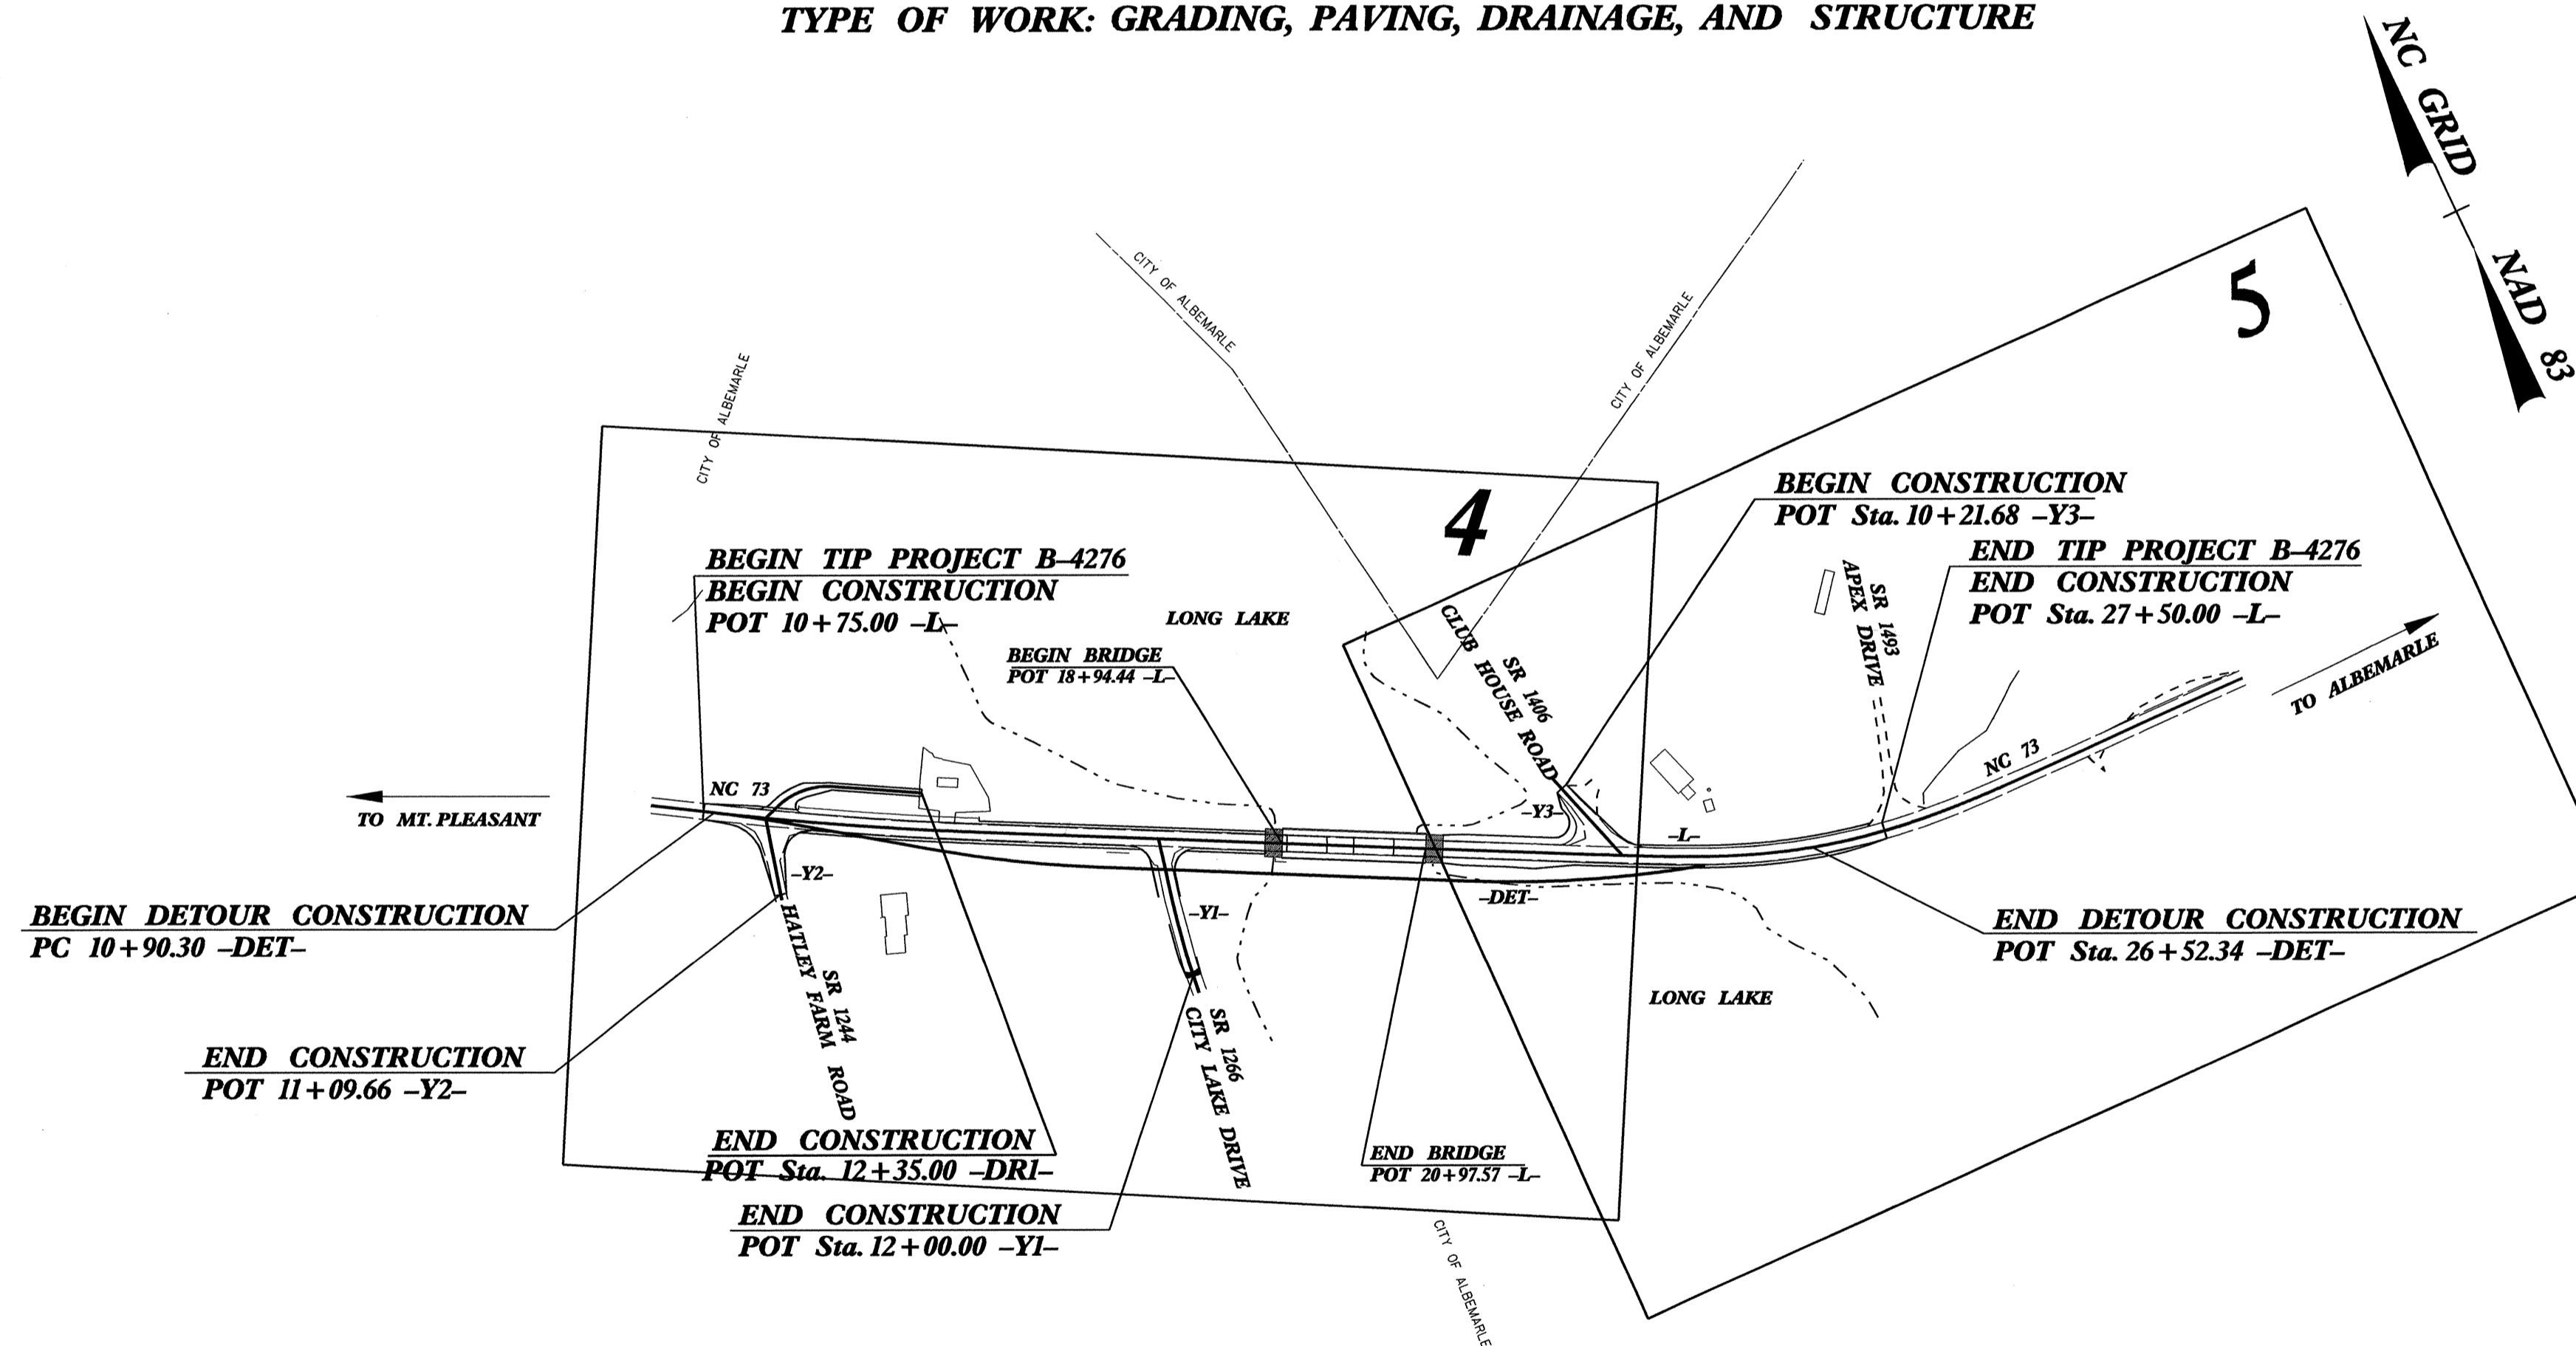 TYPE OF WORK: GRADING, PAVING, DRAINAGE, AND STRUCTURE
NC GRID
NAD 83
5
CITY OF ALBEMARLE
CITY OF ALBEMARLE
CITY OF ALBEMARLE
4
BEGIN CONSTRUCTION
POT Sta. 10+21.68 -Y3-
BEGIN TIP PROJECT B-4276
BEGIN CONSTRUCTION
POT 10+75.00 -L-
END TIP PROJECT B-4276
END CONSTRUCTION
POT Sta. 27+50.00 -L-
LONG LAKE
BEGIN BRIDGE
POT 18+94.44 -L-
SR 1406
CLUB HOUSE ROAD
SR 1493
APEX DRIVE
TO ALBEMARLE
NC 73
NC 73
TO MT. PLEASANT
-Y3-
-L-
-Y2-
-DET-
-Y1-
BEGIN DETOUR CONSTRUCTION
PC 10+90.30 -DET-
END DETOUR CONSTRUCTION
POT Sta. 26+52.34 -DET-
SR 1244
HATLEY FARM ROAD
LONG LAKE
SR 1266
CITY LAKE DRIVE
END CONSTRUCTION
POT 11+09.66 -Y2-
END CONSTRUCTION
POT Sta. 12+35.00 -DR1-
END BRIDGE
POT 20+97.57 -L-
END CONSTRUCTION
POT Sta. 12+00.00 -Y1-
CITY OF ALBEMARLE